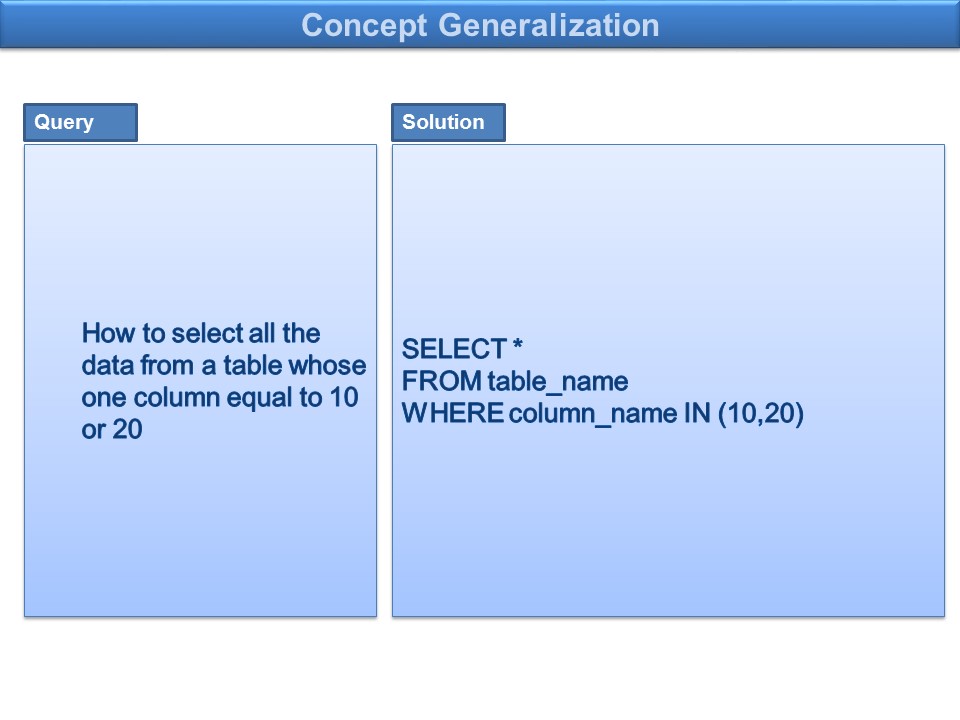 Concept Generalization
Query
How to select all the
data from a table whose
one column equal to 10
or 20
Solution
SELECT *
FROM table_name
WHERE column_name IN (10,20)